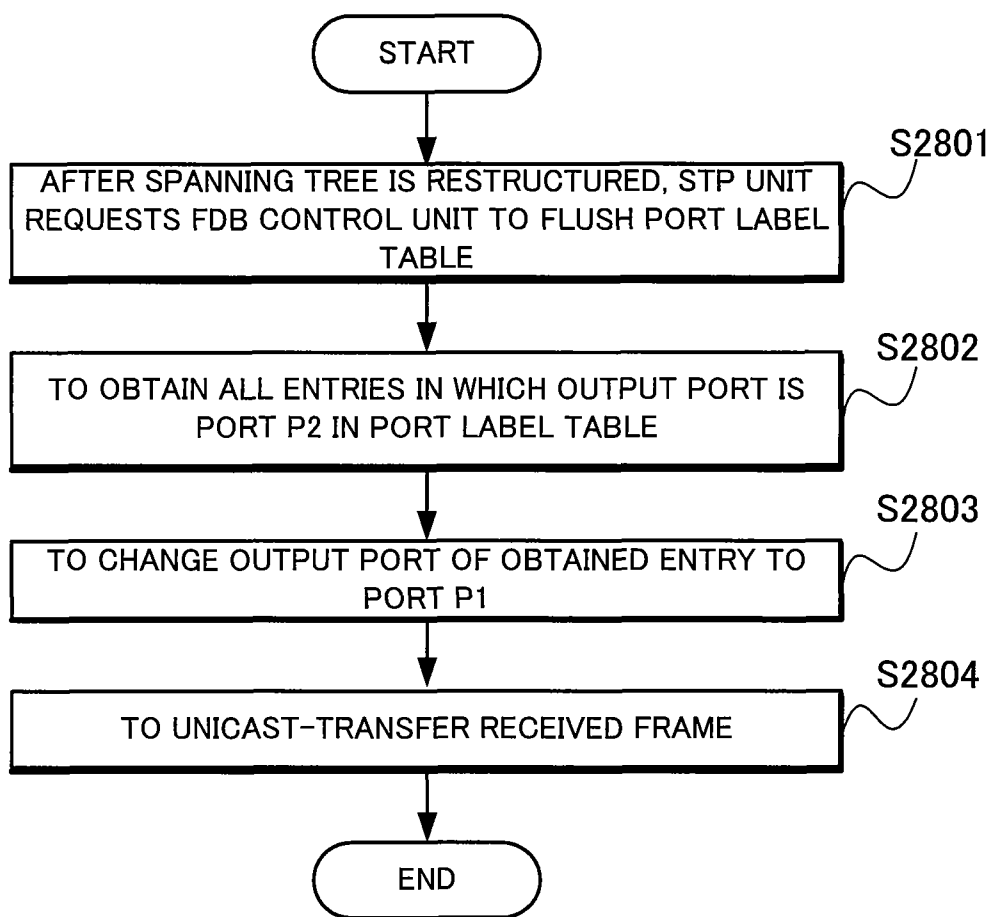 START
S2801
AFTER SPANNING TREE IS RESTRUCTURED, STP UNIT
REQUESTS FDB CONTROL UNIT TO FLUSH PORT LABEL
TABLE
S2802
TO OBTAIN ALL ENTRIES IN WHICH OUTPUT PORT IS
PORT P2 IN PORT LABEL TABLE
S2803
TO CHANGE OUTPUT PORT OF OBTAINED ENTRY TO
PORT P1
S2804
TO UNICAST-TRANSFER RECEIVED FRAME
END